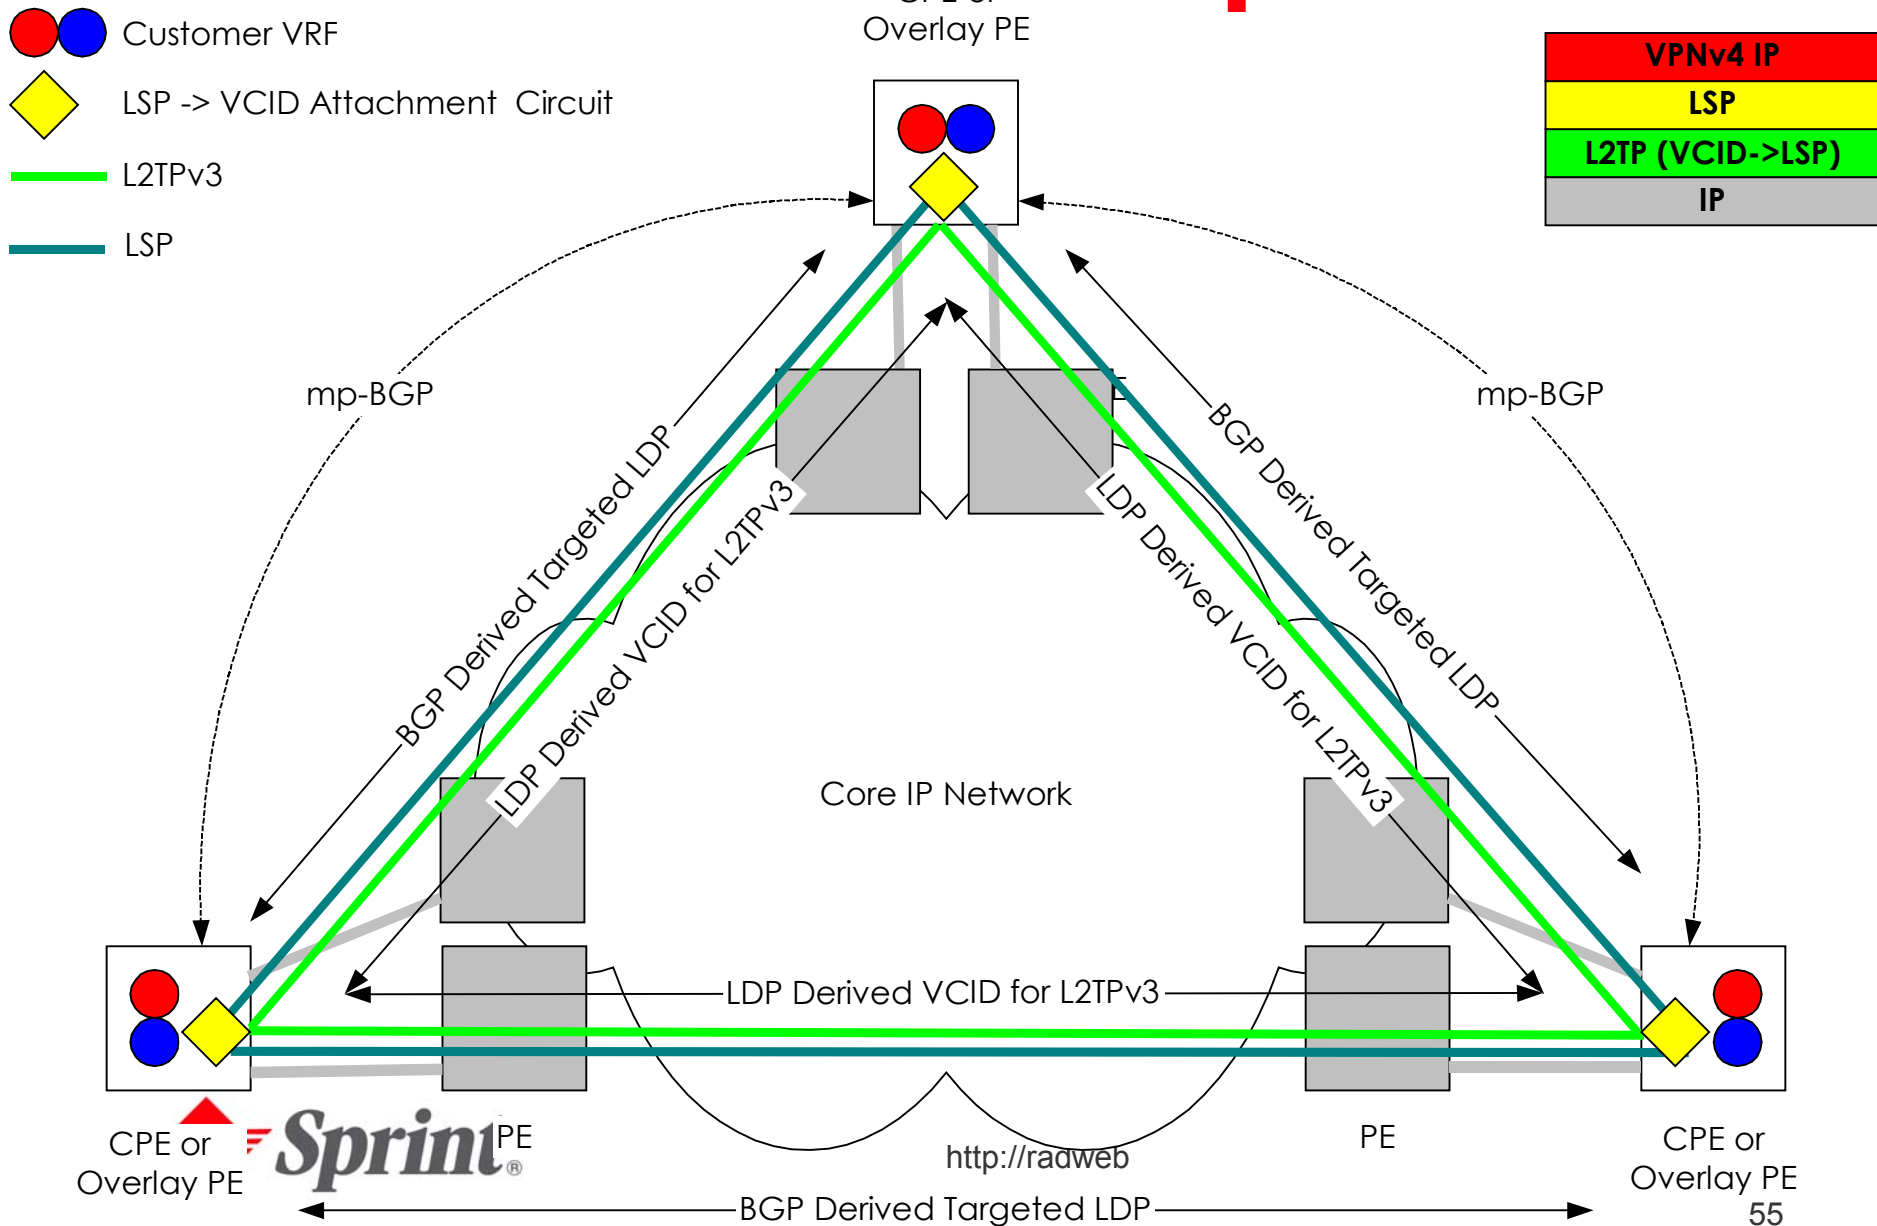 Overlay PE
Customer VRF
LSP -> VCID Attachment Circuit
L2TPv3
LSP
VPNv4 IP
LSP
L2TP (VCID->LSP)
IP
mp-BGP
mp-BGP
BGP Derived Targeted LDP
LDP Derived VCID for L2TPv3
LDP Derived VCID for L2TPv3
BGP Derived Targeted LDP
Core IP Network
LDP Derived VCID for L2TPv3
CPE or
Overlay PE
Sprint®
PE
http://radweb
PE
CPE or
Overlay PE
BGP Derived Targeted LDP
55